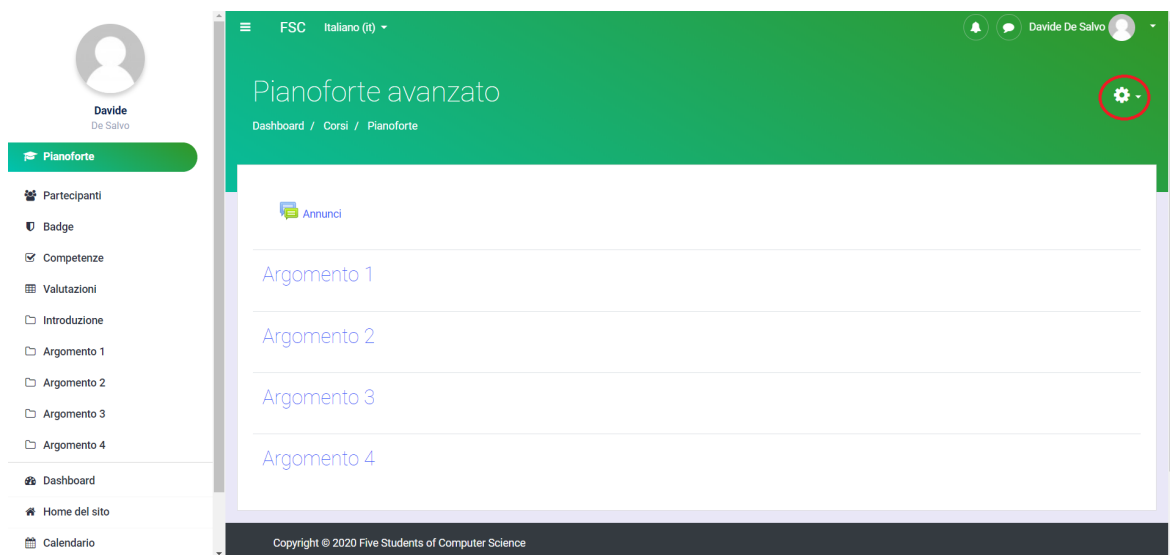 Davide
De Salvo
Pianoforte
Partecipanti
Badge
Competenze
Valutazioni
Introduzione
Argomento 1
Argomento 2
Argomento 3
Argomento 4
Dashboard
Home del sito
Calendario
FSC Italiano (it)
Davide De Salvo
Pianoforte avanzato
Dashboard / Corsi / Pianoforte
Annunci
Argomento 1
Argomento 2
Argomento 3
Argomento 4
Copyright © 2020 Five Students of Computer Science